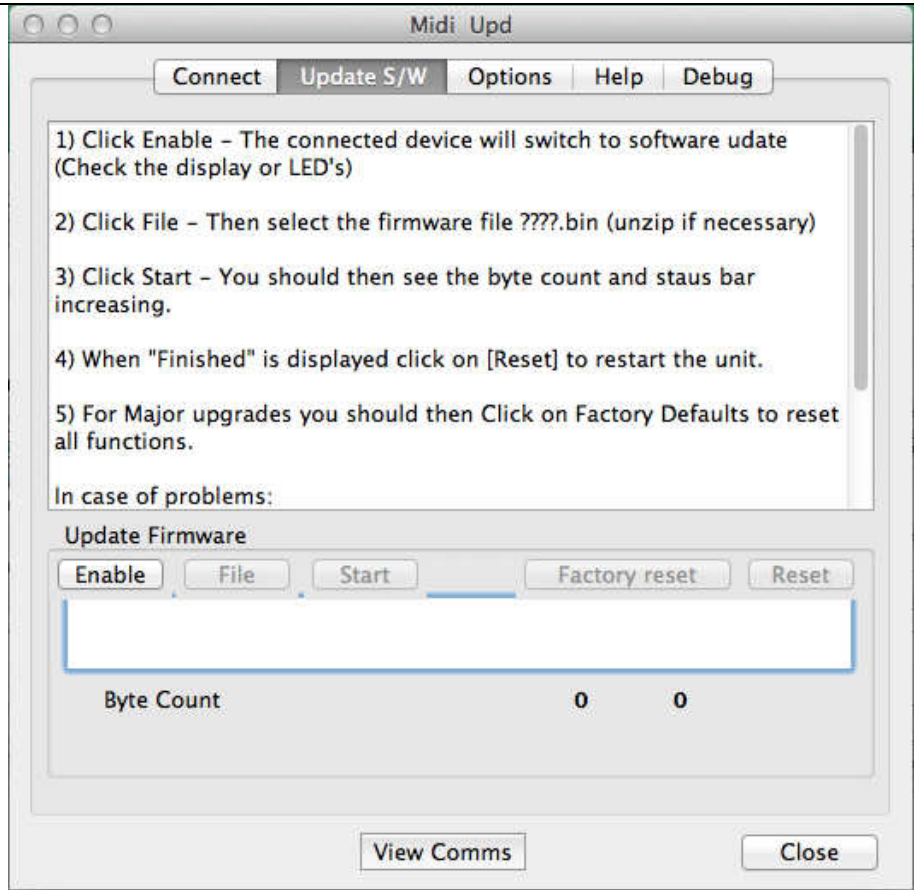 Midi Upd
Connect Update S/W Options Help Debug
1) Click Enable – The connected device will switch to software udate
(Check the display or LED's)
2) Click File – Then select the firmware file ????.bin (unzip if necessary)
3) Click Start – You should then see the byte count and staus bar
increasing.
4) When "Finished" is displayed click on [Reset] to restart the unit.
5) For Major upgrades you should then Click on Factory Defaults to reset
all functions.
In case of problems:
Update Firmware
Enable File Start Factory reset Reset
Byte Count 0 0
View Comms Close